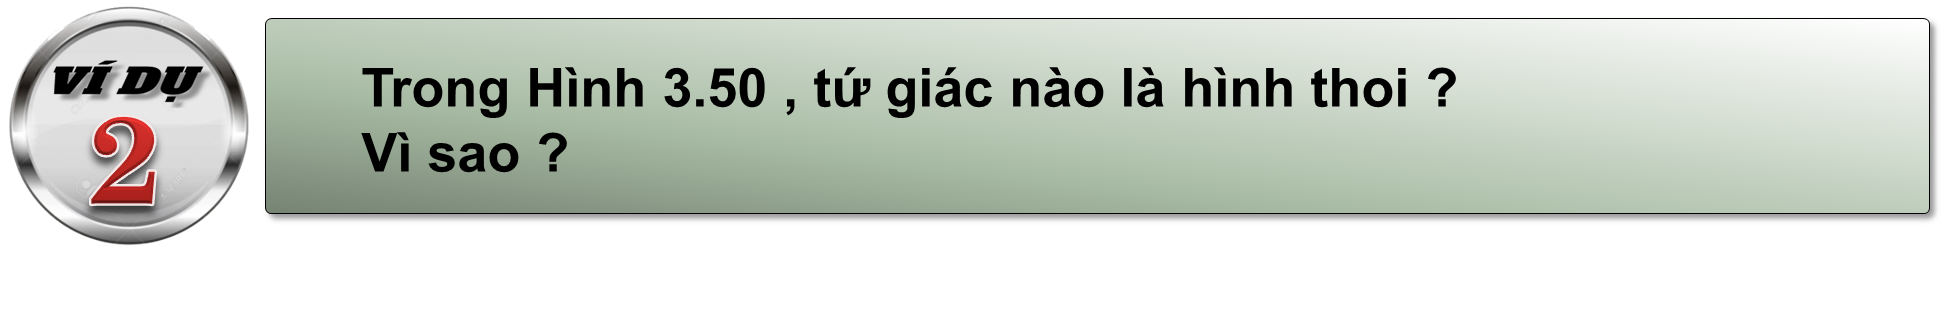 VÍ DỤ
2
Trong Hình 3.50 , tứ giác nào là hình thoi ?
Vì sao ?